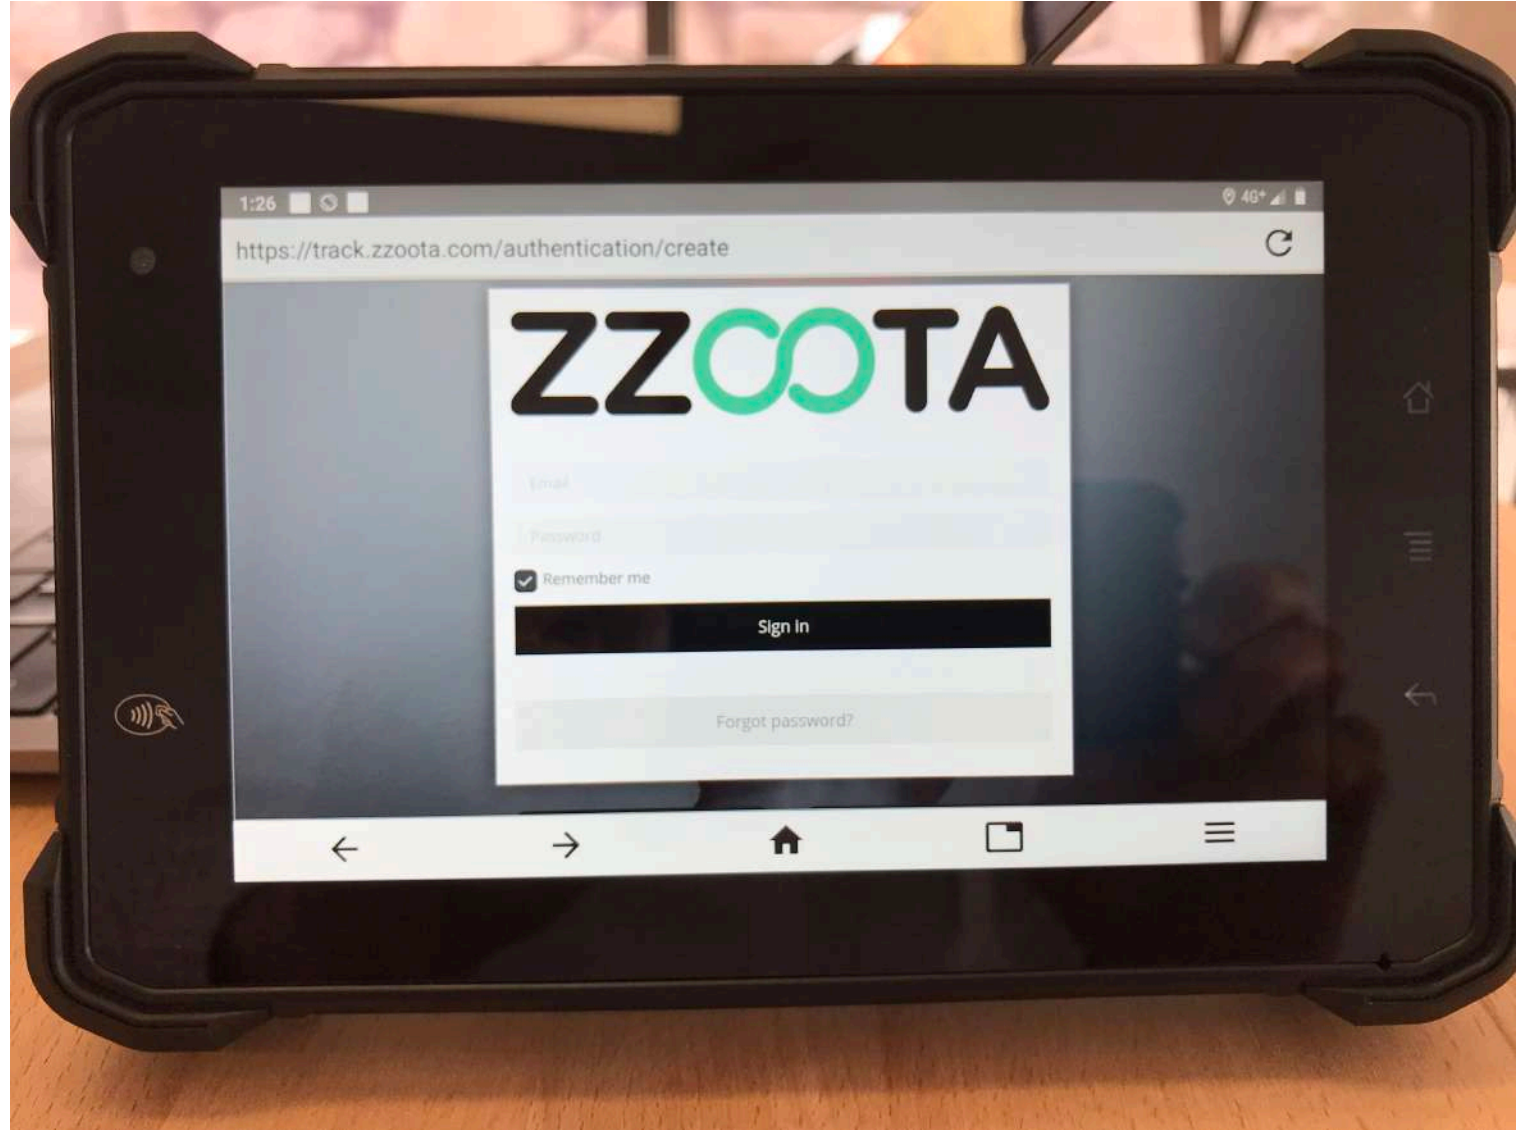 1:26 4G+
https://track.zzoota.com/authentication/create
ZZOOTA
Email
Password
Remember me
Sign in
Forgot password?